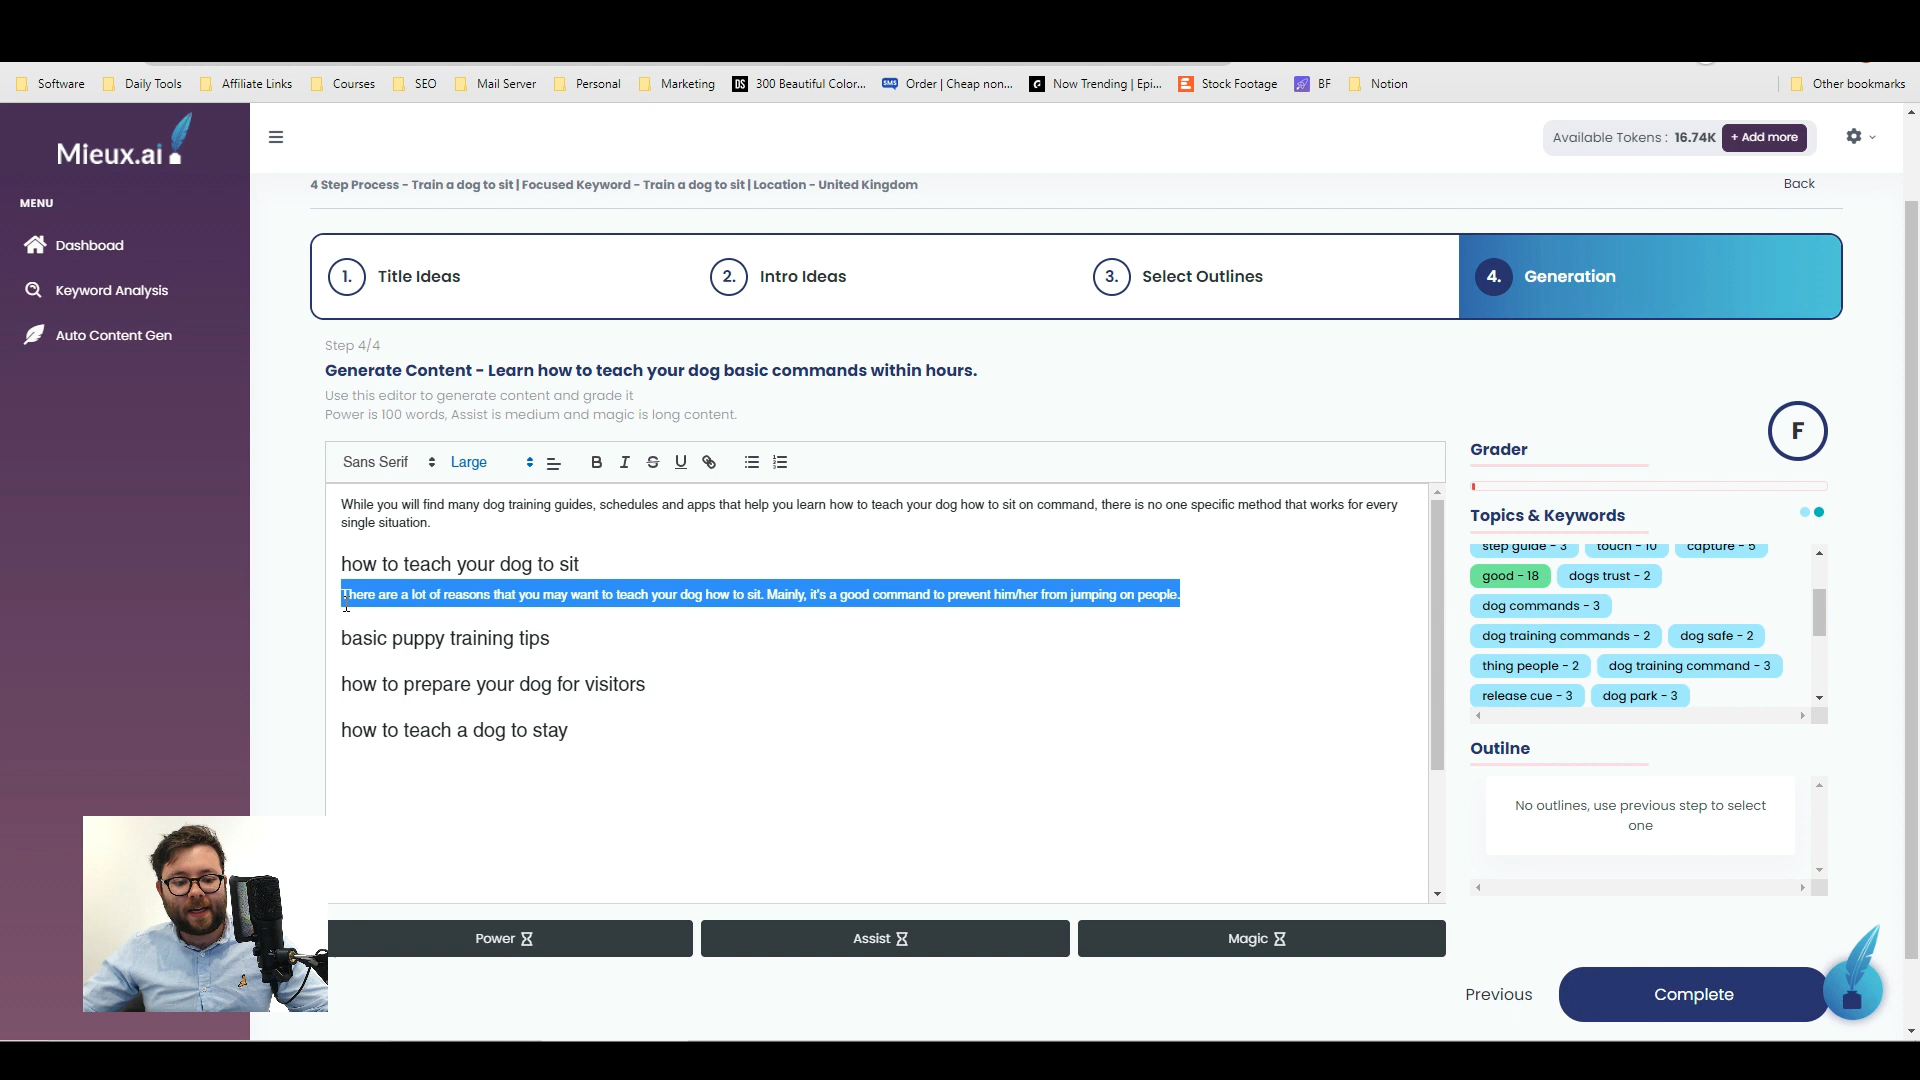 Software
Daily Tools
Affiliate Links
Courses
SEO
Mail Server
Personal
Marketing
DS 300 Beautiful Color...
SMS Order | Cheap non...
Now Trending | Epi...
Stock Footage
BF
Notion
Other bookmarks
Mieux.ai
Available Tokens : 16.74K + Add more
4 Step Process - Train a dog to sit | Focused Keyword - Train a dog to sit | Location - United Kingdom
Back
MENU
Dashboad
Keyword Analysis
Auto Content Gen
1. Title Ideas
2. Intro Ideas
3. Select Outlines
4. Generation
Step 4/4
Generate Content - Learn how to teach your dog basic commands within hours.
Use this editor to generate content and grade it
Power is 100 words, Assist is medium and magic is long content.
Sans Serif Large B I S U
While you will find many dog training guides, schedules and apps that help you learn how to teach your dog how to sit on command, there is no one specific method that works for every
single situation.
how to teach your dog to sit
There are a lot of reasons that you may want to teach your dog how to sit. Mainly, it's a good command to prevent him/her from jumping on people.
basic puppy training tips
how to prepare your dog for visitors
how to teach a dog to stay
Power
Assist
Magic
Grader
F
Topics & Keywords
step guide - 3 touch - 10 capture - 5
good - 18 dogs trust - 2
dog commands - 3
dog training commands - 2 dog safe - 2
thing people - 2 dog training command - 3
release cue - 3 dog park - 3
Outilne
No outlines, use previous step to select
one
Previous
Complete